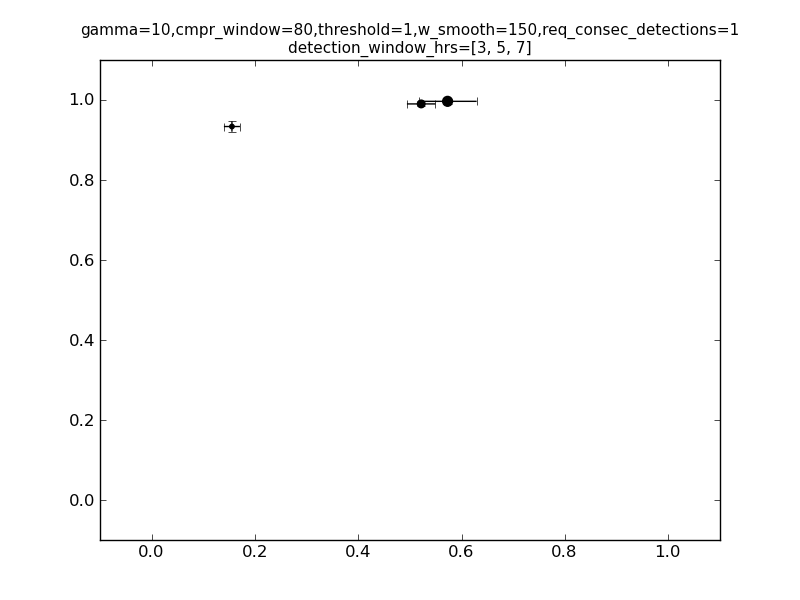 gamma=10,cmpr_window=80,threshold=1,w_smooth=150,req_consec_detections=1
detection_window_hrs=[3, 5, 7]
1.0
0.8
0.6
0.4
0.2
0.0
0.0 0.2 0.4 0.6 0.8 1.0